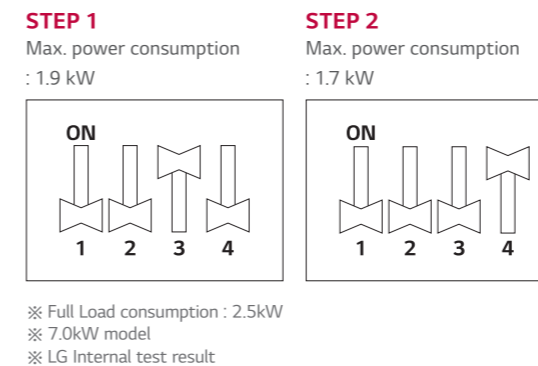 STEP 1
Max. power consumption
: 1.9 kW
ON
1 2 3 4
STEP 2
Max. power consumption
: 1.7 kW
ON
1 2 3 4
※ Full Load consumption : 2.5kW
※ 7.0kW model
※ LG Internal test result